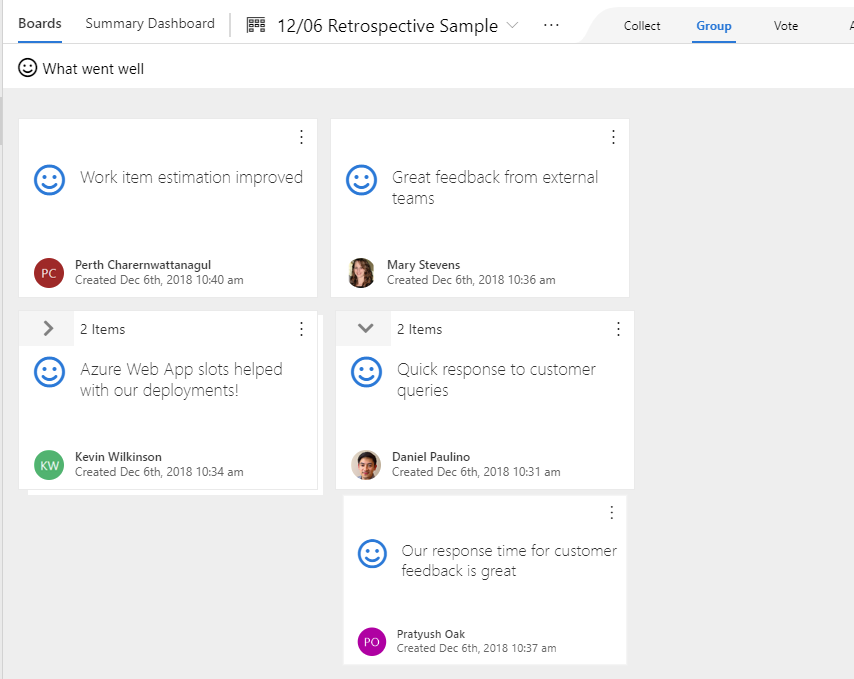 Boards Summary Dashboard 12/06 Retrospective Sample ... Collect Group Vote A
What went well
Work item estimation improved
PC
Perth Charernwattanagul
Created Dec 6th, 2018 10:40 am
Great feedback from external
teams
Mary Stevens
Created Dec 6th, 2018 10:36 am
2 Items
Azure Web App slots helped
with our deployments!
KW
Kevin Wilkinson
Created Dec 6th, 2018 10:34 am
2 Items
Quick response to customer
queries
Daniel Paulino
Created Dec 6th, 2018 10:31 am
Our response time for customer
feedback is great
PO
Pratyush Oak
Created Dec 6th, 2018 10:37 am